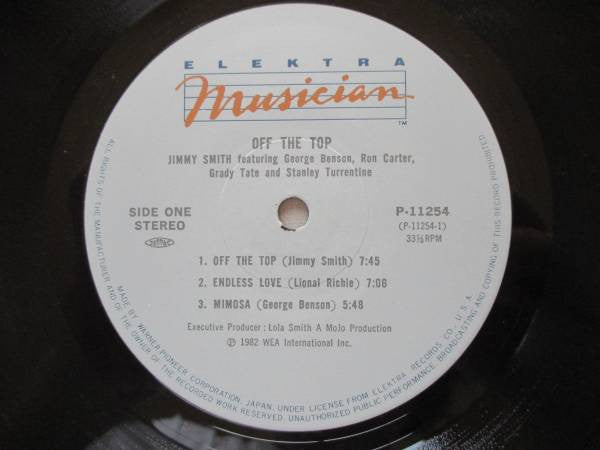 ELEKTRA
Musician
TM
OFF THE TOP
JIMMY SMITH featuring George Benson, Ron Carter,
Grady Tate and Stanley Turrentine
SIDE ONE
STEREO
P-11254
(P-11254-1)
33⅓RPM
1. OFF THE TOP (Jimmy Smith) 7:45
2. ENDLESS LOVE (Lional Richie) 7:06
3. MIMOSA (George Benson) 5:48
Executive Producer: Lola Smith A MoJo Production
Ⓟ 1982 WEA International Inc.
MADE BY WARNER-PIONEER CORPORATION, JAPAN, UNDER LICENSE FROM ELEKTRA RECORDS CO., U.S.A.
ALL RIGHTS OF THE MANUFACTURER AND OF THE OWNER OF THE RECORDED WORK RESERVED. UNAUTHORIZED PUBLIC PERFORMANCE, BROADCASTING AND COPYING OF THIS RECORD PROHIBITED